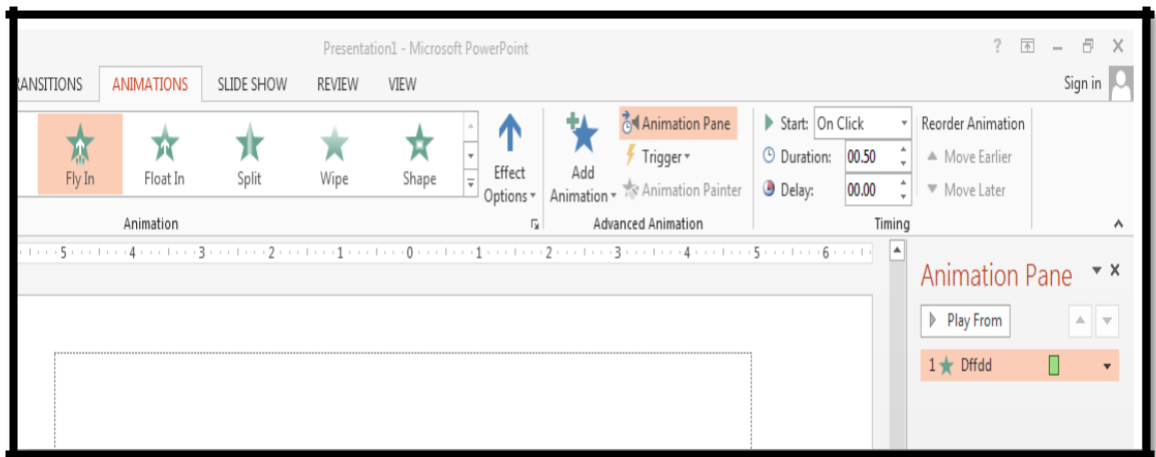 Presentation1 - Microsoft PowerPoint
?
RANSITIONS ANIMATIONS SLIDE SHOW REVIEW VIEW Sign in
Animation Pane Start: On Click Reorder Animation
Trigger Duration: 00.50 Move Earlier
Fly In Float In Split Wipe Shape Effect Options Add Animation Animation Painter Delay: 00.00 Move Later
Animation Advanced Animation Timing
5 4 3 2 1 0 1 2 3 4 5 6
Animation Pane
Play From
1 Dffdd